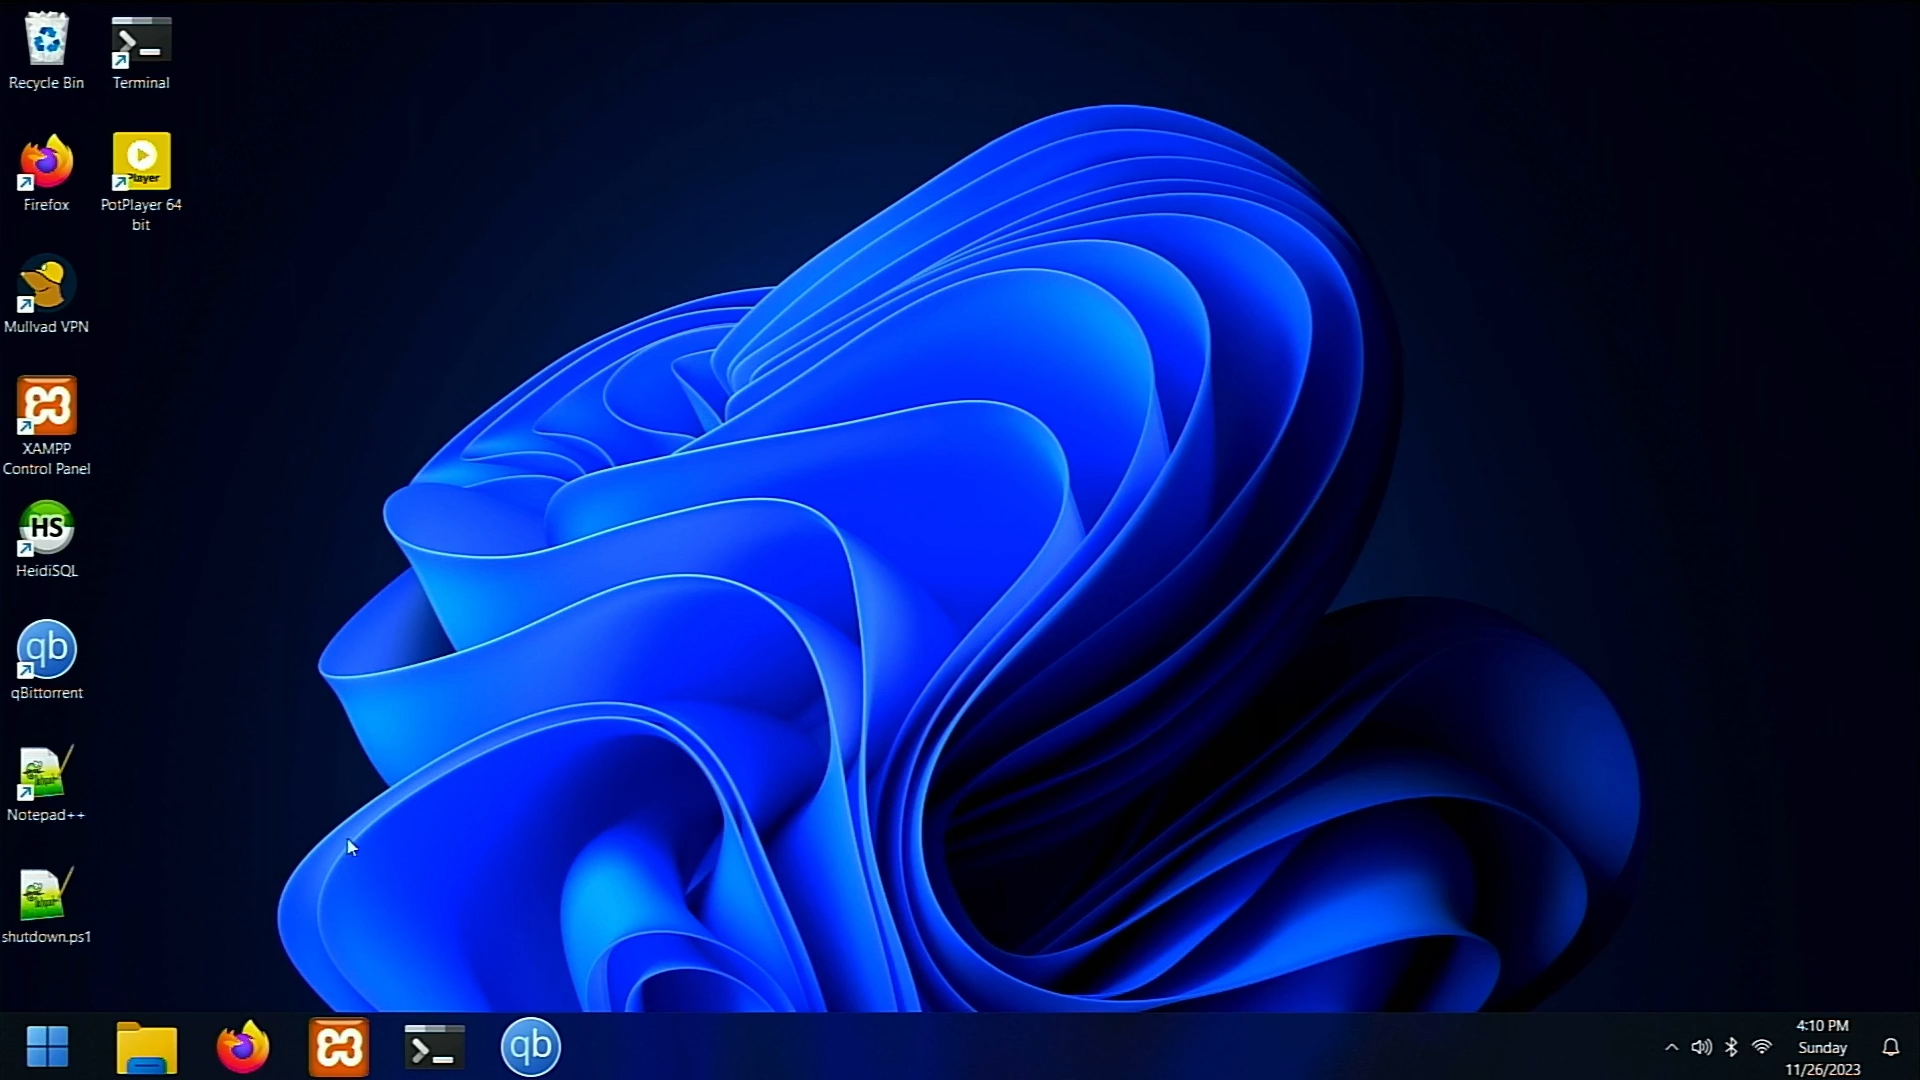 Recycle Bin
Terminal
Firefox
Player
PotPlayer 64
bit
Mullvad VPN
XAMPP
Control Panel
HS
HeidiSQL
qb
qBittorrent
Notepad++
shutdown.ps1
qb
4:10 PM
Sunday
11/26/2023